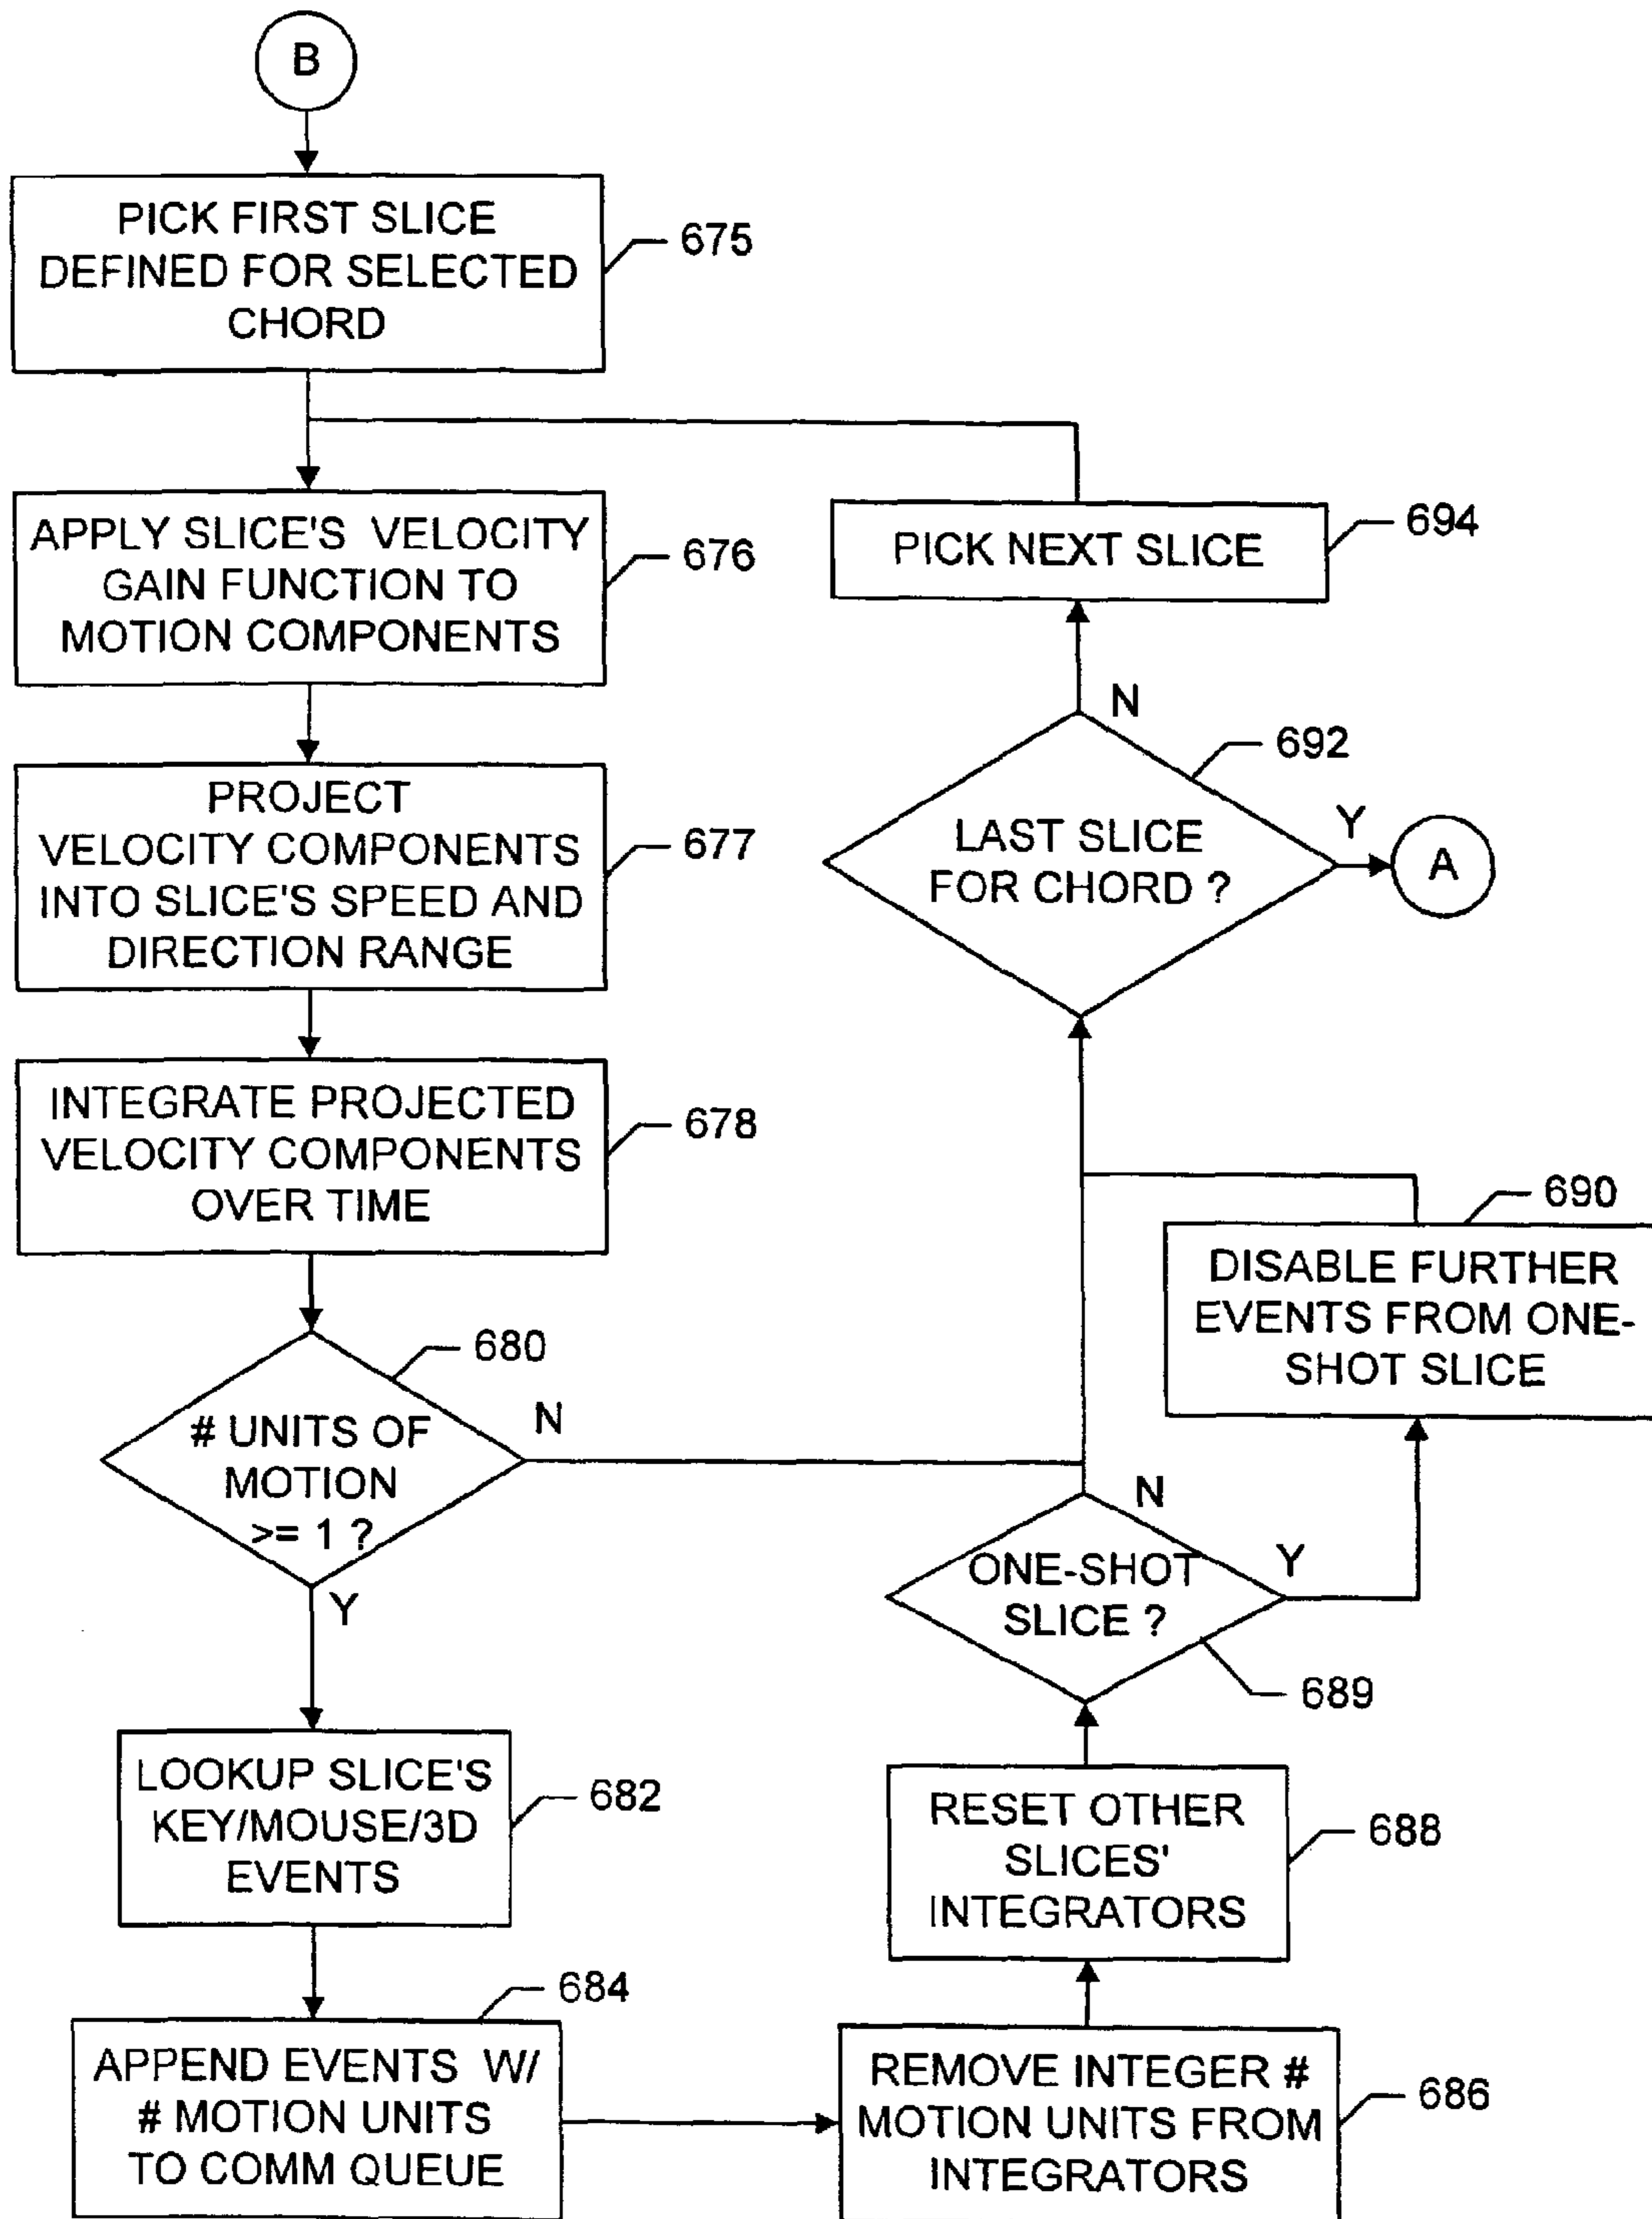 B
PICK FIRST SLICE
DEFINED FOR SELECTED
CHORD
675
APPLY SLICE'S VELOCITY
GAIN FUNCTION TO
MOTION COMPONENTS
676
PROJECT
VELOCITY COMPONENTS
INTO SLICE'S SPEED AND
DIRECTION RANGE
677
INTEGRATE PROJECTED
VELOCITY COMPONENTS
OVER TIME
678
# UNITS OF
MOTION
>= 1 ?
680
N
Y
LOOKUP SLICE'S
KEY/MOUSE/3D
EVENTS
682
APPEND EVENTS W/
# MOTION UNITS
TO COMM QUEUE
684
REMOVE INTEGER #
MOTION UNITS FROM
INTEGRATORS
686
RESET OTHER
SLICES'
INTEGRATORS
688
ONE-SHOT
SLICE ?
689
N
Y
DISABLE FURTHER
EVENTS FROM ONE-
SHOT SLICE
690
LAST SLICE
FOR CHORD ?
692
N
Y
A
PICK NEXT SLICE
694